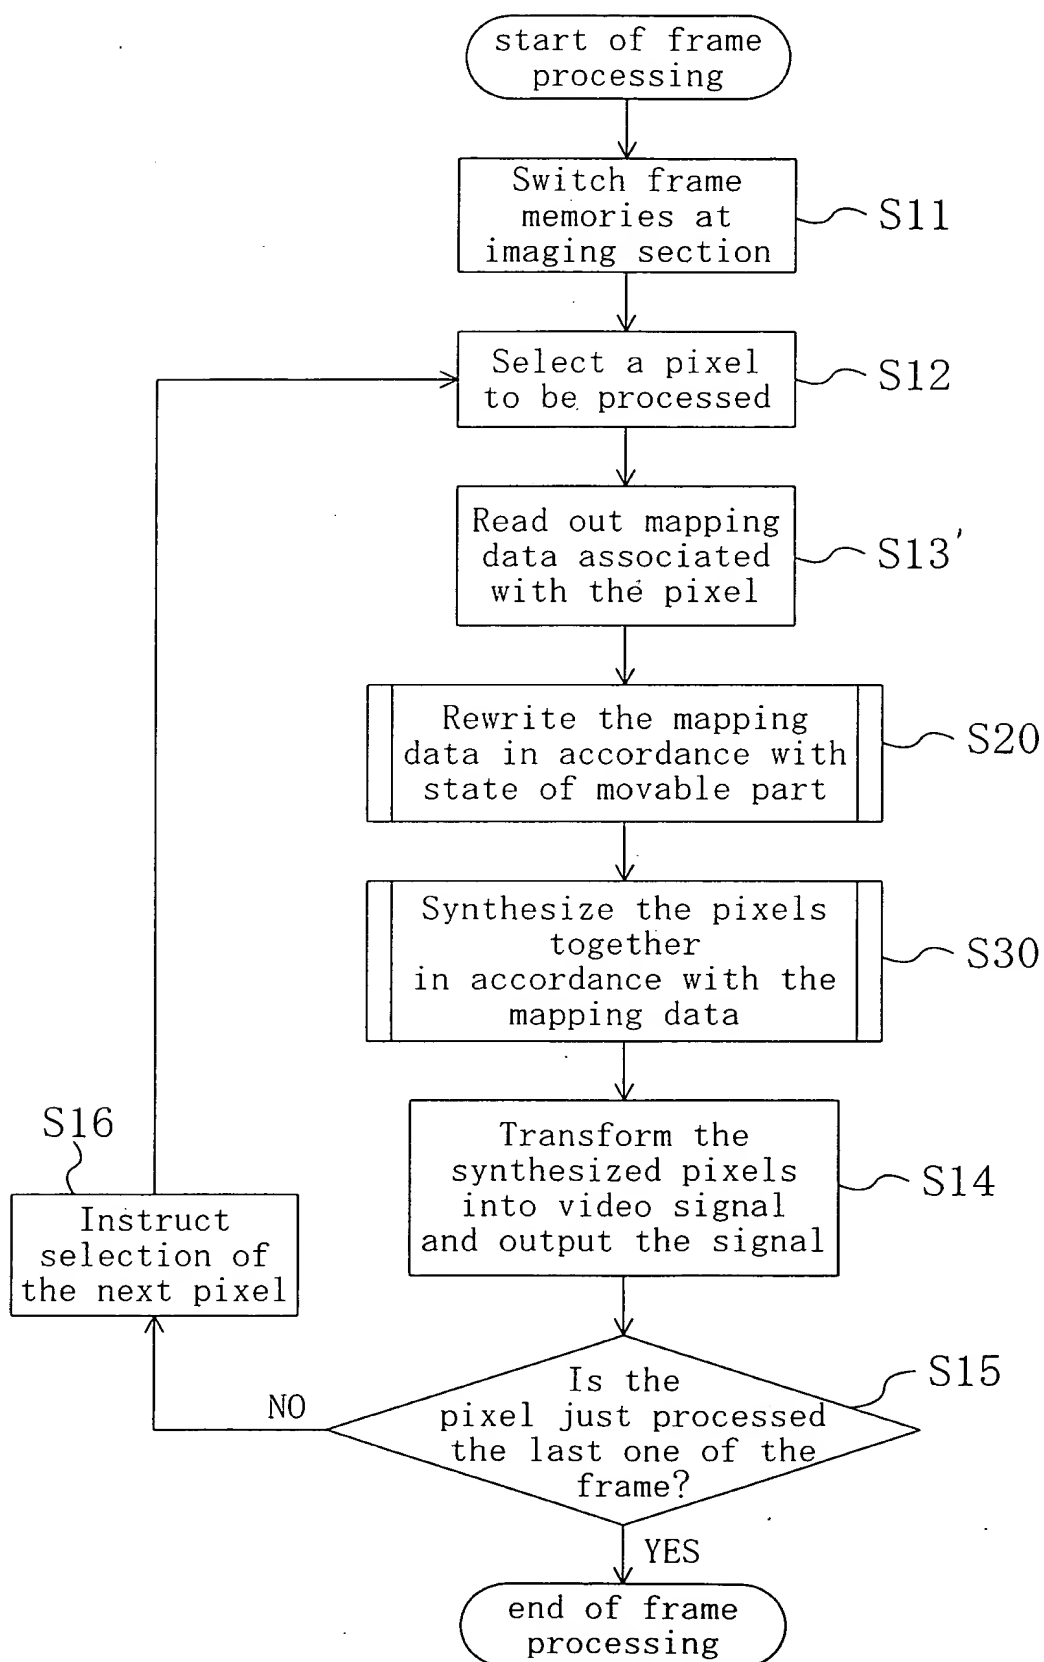 start of frame
processing
Switch frame
memories at
imaging section
S11
Select a pixel
to be processed
S12
Read out mapping
data associated
with the pixel
S13'
Rewrite the mapping
data in accordance with
state of movable part
S20
Synthesize the pixels
together
in accordance with the
mapping data
S30
Transform the
synthesized pixels
into video signal
and output the signal
S14
S16
Instruct
selection of
the next pixel
Is the
pixel just processed
the last one of the
frame?
S15
NO
YES
end of frame
processing